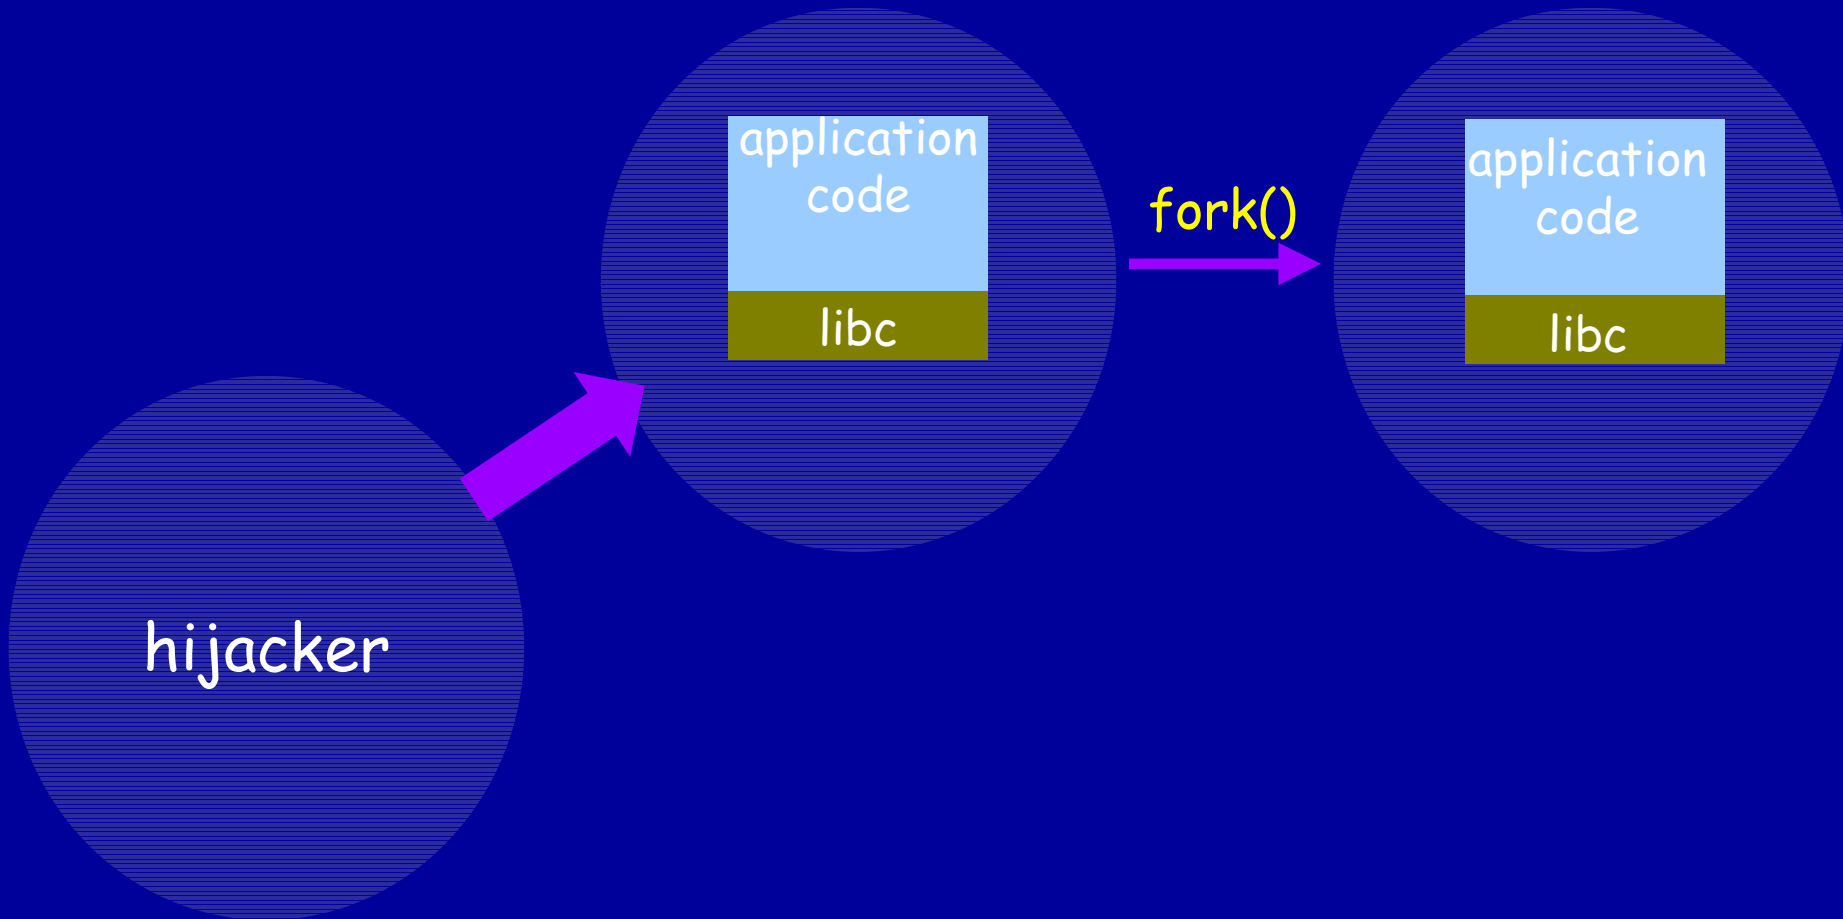 application
code
libc
fork()
application
code
libc
hijacker